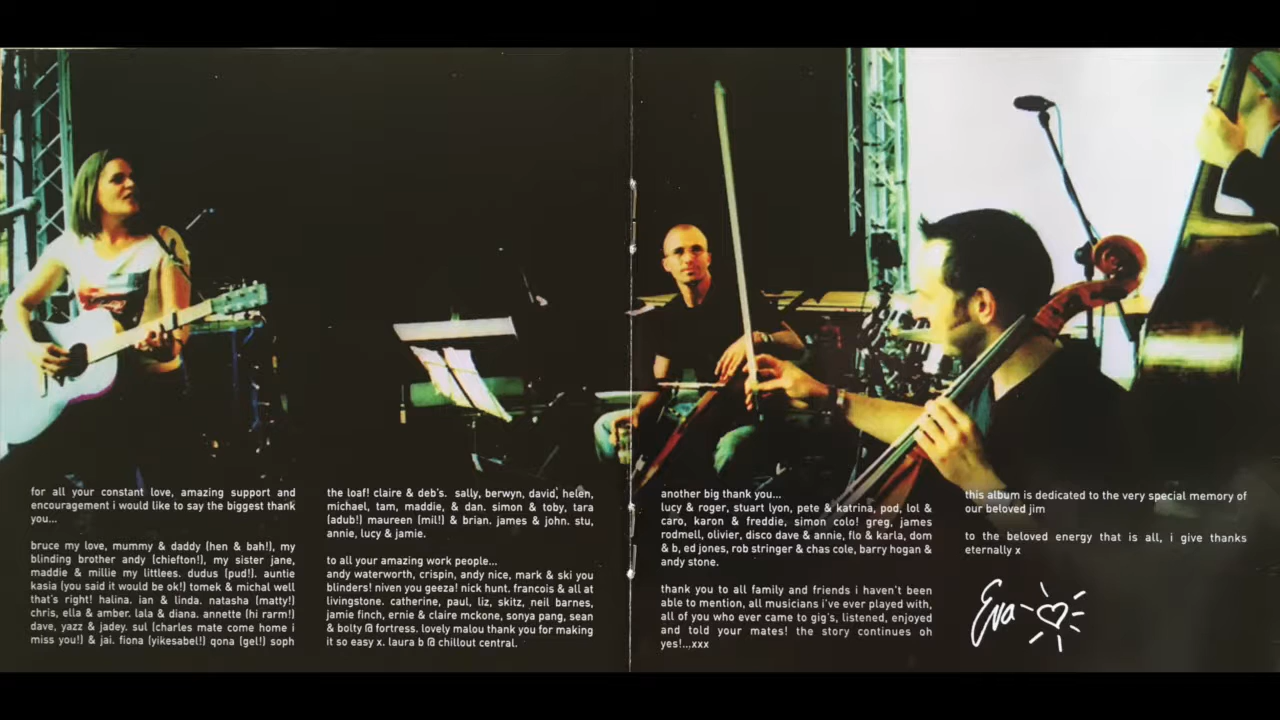 for all your constant love, amazing support and
encouragement i would like to say the biggest thank
you...
bruce my love, mummy & daddy (hen & bah!), my
blinding brother andy (chiefton!), my sister jane,
maddie & millie my littlees. dudus (pud!). auntie
kasia (you said it would be ok!) tomek & michal well
that's right! halina. ian & linda. natasha (matty!)
chris, ella & amber. lala & diana. annette (hi rarm!)
dave, yazz & jadey. sul (charles mate come home i
miss you!) & jai. fiona (yikesabel!) qona (gel!) soph
the loaf! claire & deb's. sally, berwyn, david, helen,
michael, tam, maddie, & dan. simon & toby, tara
(adub!) maureen (mil!) & brian. james & john. stu,
annie, lucy & jamie.
to all your amazing work people...
andy waterworth, crispin, andy nice, mark & ski you
blinders! niven you geeza! nick hunt. francois & all at
livingstone. catherine, paul, liz, skitz, neil barnes,
jamie finch, ernie & claire mckone, sonya pang, sean
& bolty @ fortress. lovely malou thank you for making
it so easy x. laura b @ chillout central.
another big thank you...
lucy & roger, stuart lyon, pete & katrina, pod, lol &
caro, karon & freddie, simon colo! greg, james
rodmell, olivier, disco dave & annie, flo & karla, dom
& b, ed jones, rob stringer & chas cole, barry hogan &
andy stone.
thank you to all family and friends i haven't been
able to mention, all musicians i've ever played with,
all of you who ever came to gig's, listened, enjoyed
and told your mates! the story continues oh
yes!...xxx
this album is dedicated to the very special memory of
our beloved jim
to the beloved energy that is all, i give thanks
eternally x
Eva